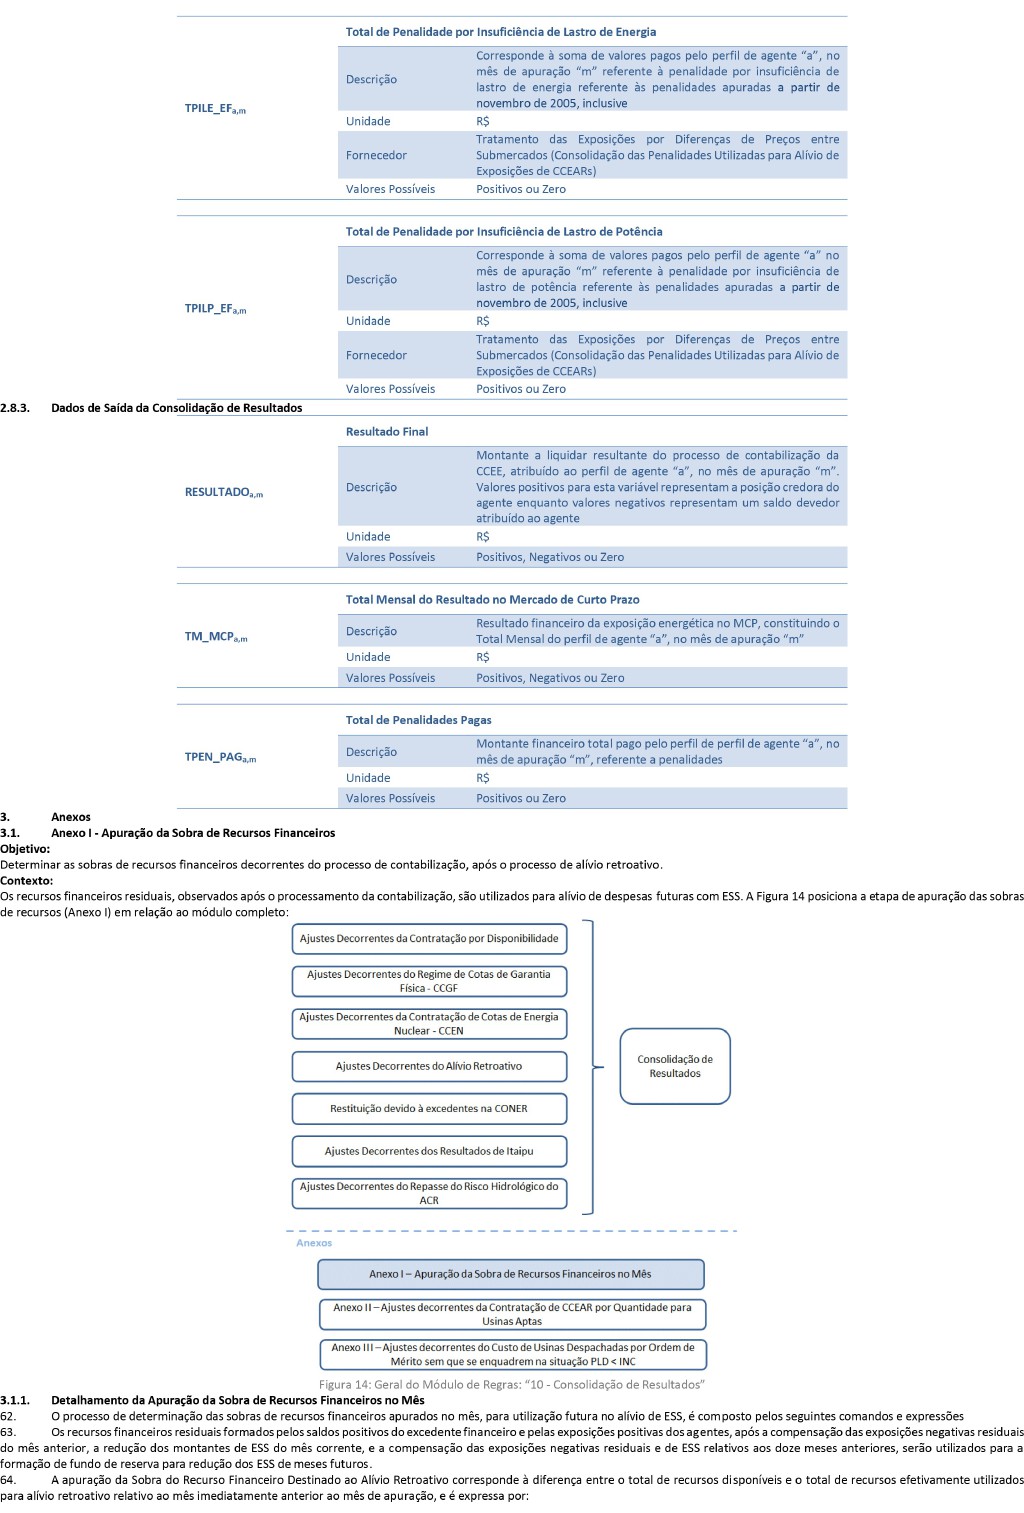 Total de Penalidade por Insuficiência de Lastro de Energia
TPILE_EFa,m
Descrição
Corresponde à soma de valores pagos pelo perfil de agente “a”, no
mês de apuração “m” referente à penalidade por insuficiência de
lastro de energia referente às penalidades apuradas a partir de
novembro de 2005, inclusive
Unidade
R$
Fornecedor
Tratamento das Exposições por Diferenças de Preços entre
Submercados (Consolidação das Penalidades Utilizadas para Alívio de
Exposições de CCEARs)
Valores Possíveis
Positivos ou Zero
Total de Penalidade por Insuficiência de Lastro de Potência
TPILP_EFa,m
Descrição
Corresponde à soma de valores pagos pelo perfil de agente “a” no
mês de apuração “m” referente à penalidade por insuficiência de
lastro de potência referente às penalidades apuradas a partir de
novembro de 2005, inclusive
Unidade
R$
Fornecedor
Tratamento das Exposições por Diferenças de Preços entre
Submercados (Consolidação das Penalidades Utilizadas para Alívio de
Exposições de CCEARs)
Valores Possíveis
Positivos ou Zero
2.8.3. Dados de Saída da Consolidação de Resultados
Resultado Final
RESULTADOa,m
Descrição
Montante a liquidar resultante do processo de contabilização da
CCEE, atribuído ao perfil de agente “a”, no mês de apuração “m”.
Valores positivos para esta variável representam a posição credora do
agente enquanto valores negativos representam um saldo devedor
atribuído ao agente
Unidade
R$
Valores Possíveis
Positivos, Negativos ou Zero
Total Mensal do Resultado no Mercado de Curto Prazo
TM_MCPa,m
Descrição
Resultado financeiro da exposição energética no MCP, constituindo o
Total Mensal do perfil de agente “a”, no mês de apuração “m”
Unidade
R$
Valores Possíveis
Positivos, Negativos ou Zero
Total de Penalidades Pagas
TPEN_PAGa,m
Descrição
Montante financeiro total pago pelo perfil de perfil de agente “a”, no
mês de apuração “m”, referente a penalidades
Unidade
R$
Valores Possíveis
Positivos ou Zero
3. Anexos
3.1. Anexo I - Apuração da Sobra de Recursos Financeiros
Objetivo:
Determinar as sobras de recursos financeiros decorrentes do processo de contabilização, após o processo de alívio retroativo.
Contexto:
Os recursos financeiros residuais, observados após o processamento da contabilização, são utilizados para alívio de despesas futuras com ESS. A Figura 14 posiciona a etapa de apuração das sobras
de recursos (Anexo I) em relação ao módulo completo:
Ajustes Decorrentes da Contratação por Disponibilidade
Ajustes Decorrentes do Regime de Cotas de Garantia
Física - CCGF
Ajustes Decorrentes da Contratação de Cotas de Energia
Nuclear - CCEN
Ajustes Decorrentes do Alívio Retroativo
Restituição devido à excedentes na CONER
Ajustes Decorrentes dos Resultados de Itaipu
Ajustes Decorrentes do Repasse do Risco Hidrológico do
ACR
Consolidação de
Resultados
Anexos
Anexo I – Apuração da Sobra de Recursos Financeiros no Mês
Anexo II – Ajustes decorrentes da Contratação de CCEAR por Quantidade para
Usinas Aptas
Anexo III – Ajustes decorrentes do Custo de Usinas Despachadas por Ordem de
Mérito sem que se enquadrem na situação PLD < INC
Figura 14: Geral do Módulo de Regras: “10 - Consolidação de Resultados”
3.1.1. Detalhamento da Apuração da Sobra de Recursos Financeiros no Mês
62. O processo de determinação das sobras de recursos financeiros apurados no mês, para utilização futura no alívio de ESS, é composto pelos seguintes comandos e expressões
63. Os recursos financeiros residuais formados pelos saldos positivos do excedente financeiro e pelas exposições positivas dos agentes, após a compensação das exposições negativas residuais
do mês anterior, a redução dos montantes de ESS do mês corrente, e a compensação das exposições negativas residuais e de ESS relativos aos doze meses anteriores, serão utilizados para a
formação de fundo de reserva para redução dos ESS de meses futuros.
64. A apuração da Sobra do Recurso Financeiro Destinado ao Alívio Retroativo corresponde à diferença entre o total de recursos disponíveis e o total de recursos efetivamente utilizados
para alívio retroativo relativo ao mês imediatamente anterior ao mês de apuração, e é expressa por: